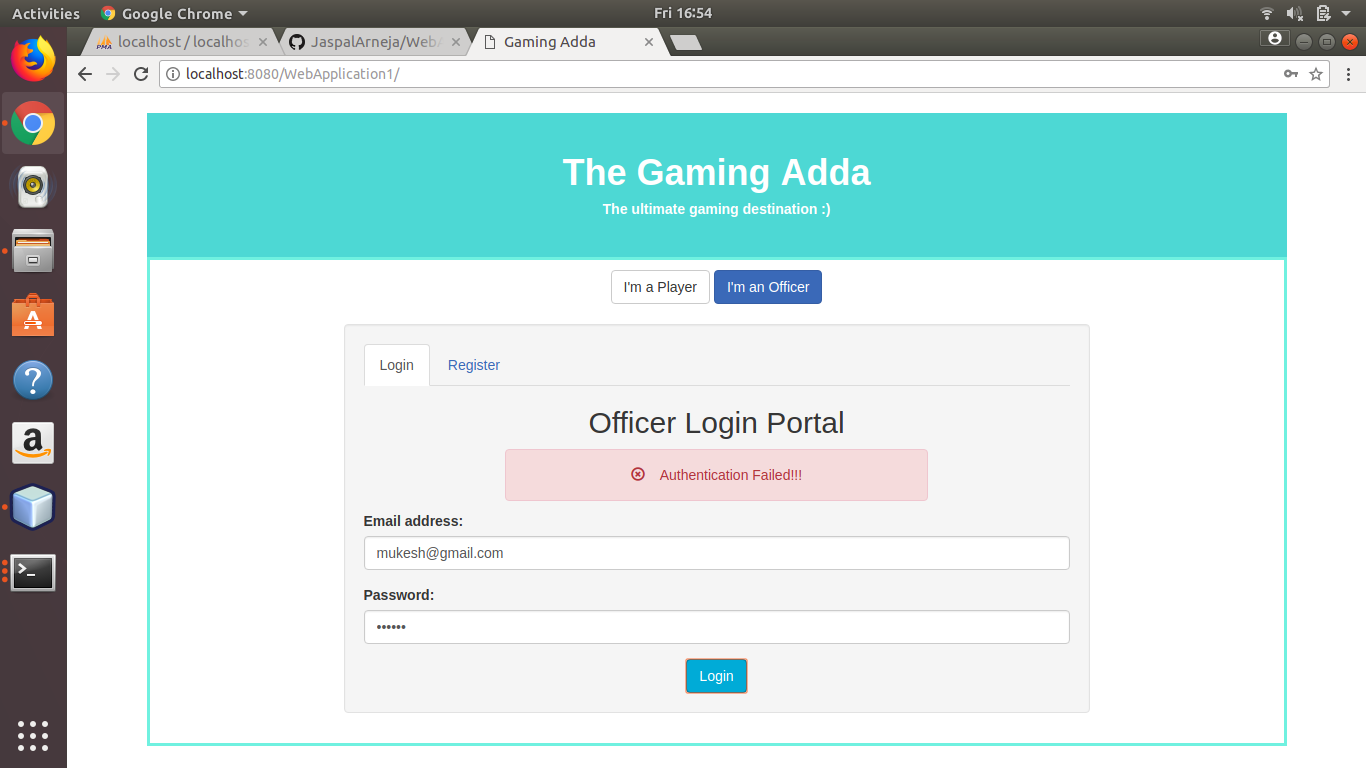 Activities Google Chrome Fri 16:54
localhost / localhos JaspalArneja/Web Gaming Adda
localhost:8080/WebApplication1/
The Gaming Adda
The ultimate gaming destination :)
I'm a Player I'm an Officer
Login Register
Officer Login Portal
Authentication Failed!!!
Email address:
mukesh@gmail.com
Password:
••••••
Login